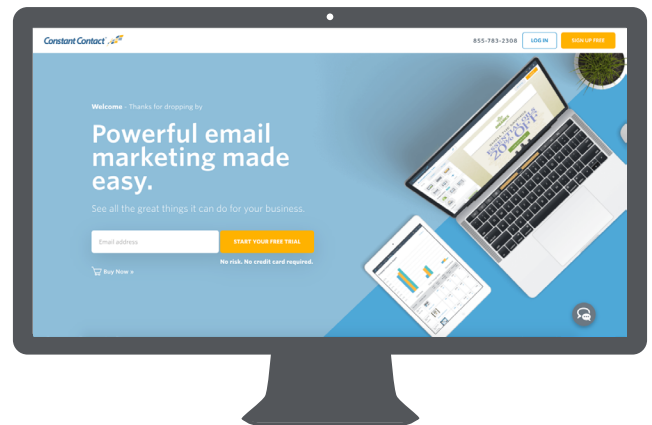 Constant Contact®
855-783-2308 LOG IN SIGN UP FREE
Welcome - Thanks for dropping by
Powerful email
marketing made
easy.
See all the great things it can do for your business.
Email address START YOUR FREE TRIAL
No risk. No credit card required.
Buy Now »
20% OFF